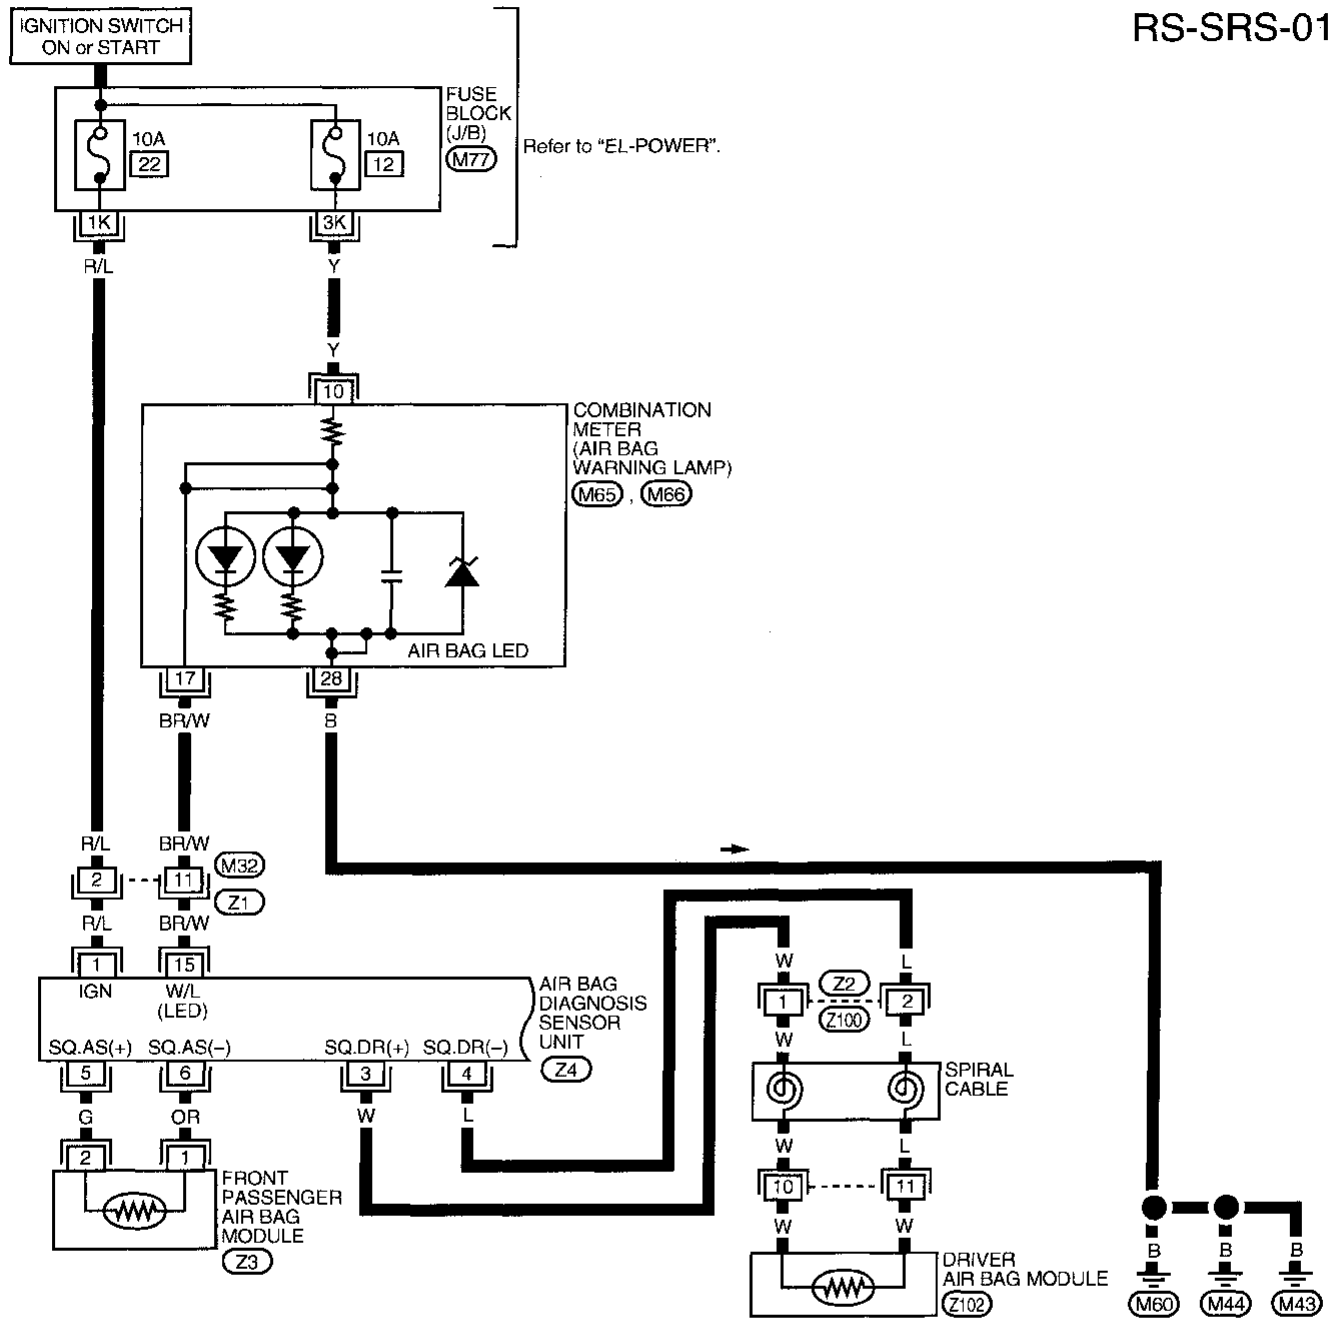 RS-SRS-01
IGNITION SWITCH
ON or START
FUSE
BLOCK
(J/B)
M77
10A
22
10A
12
Refer to "EL-POWER".
1K
3K
R/L
Y
Y
10
COMBINATION
METER
(AIR BAG
WARNING LAMP)
M65 , M66
AIR BAG LED
17
28
BR/W
B
R/L
BR/W
M32
2
11
Z1
R/L
BR/W
1
15
IGN
W/L
(LED)
AIR BAG
DIAGNOSIS
SENSOR
UNIT
Z4
SQ.AS(+)
SQ.AS(−)
SQ.DR(+)
SQ.DR(−)
5
6
3
4
G
OR
W
L
2
1
FRONT
PASSENGER
AIR BAG
MODULE
Z3
W
L
1
Z2
2
Z100
W
L
SPIRAL
CABLE
W
L
10
11
W
W
DRIVER
AIR BAG MODULE
Z102
B
B
B
M60
M44
M43